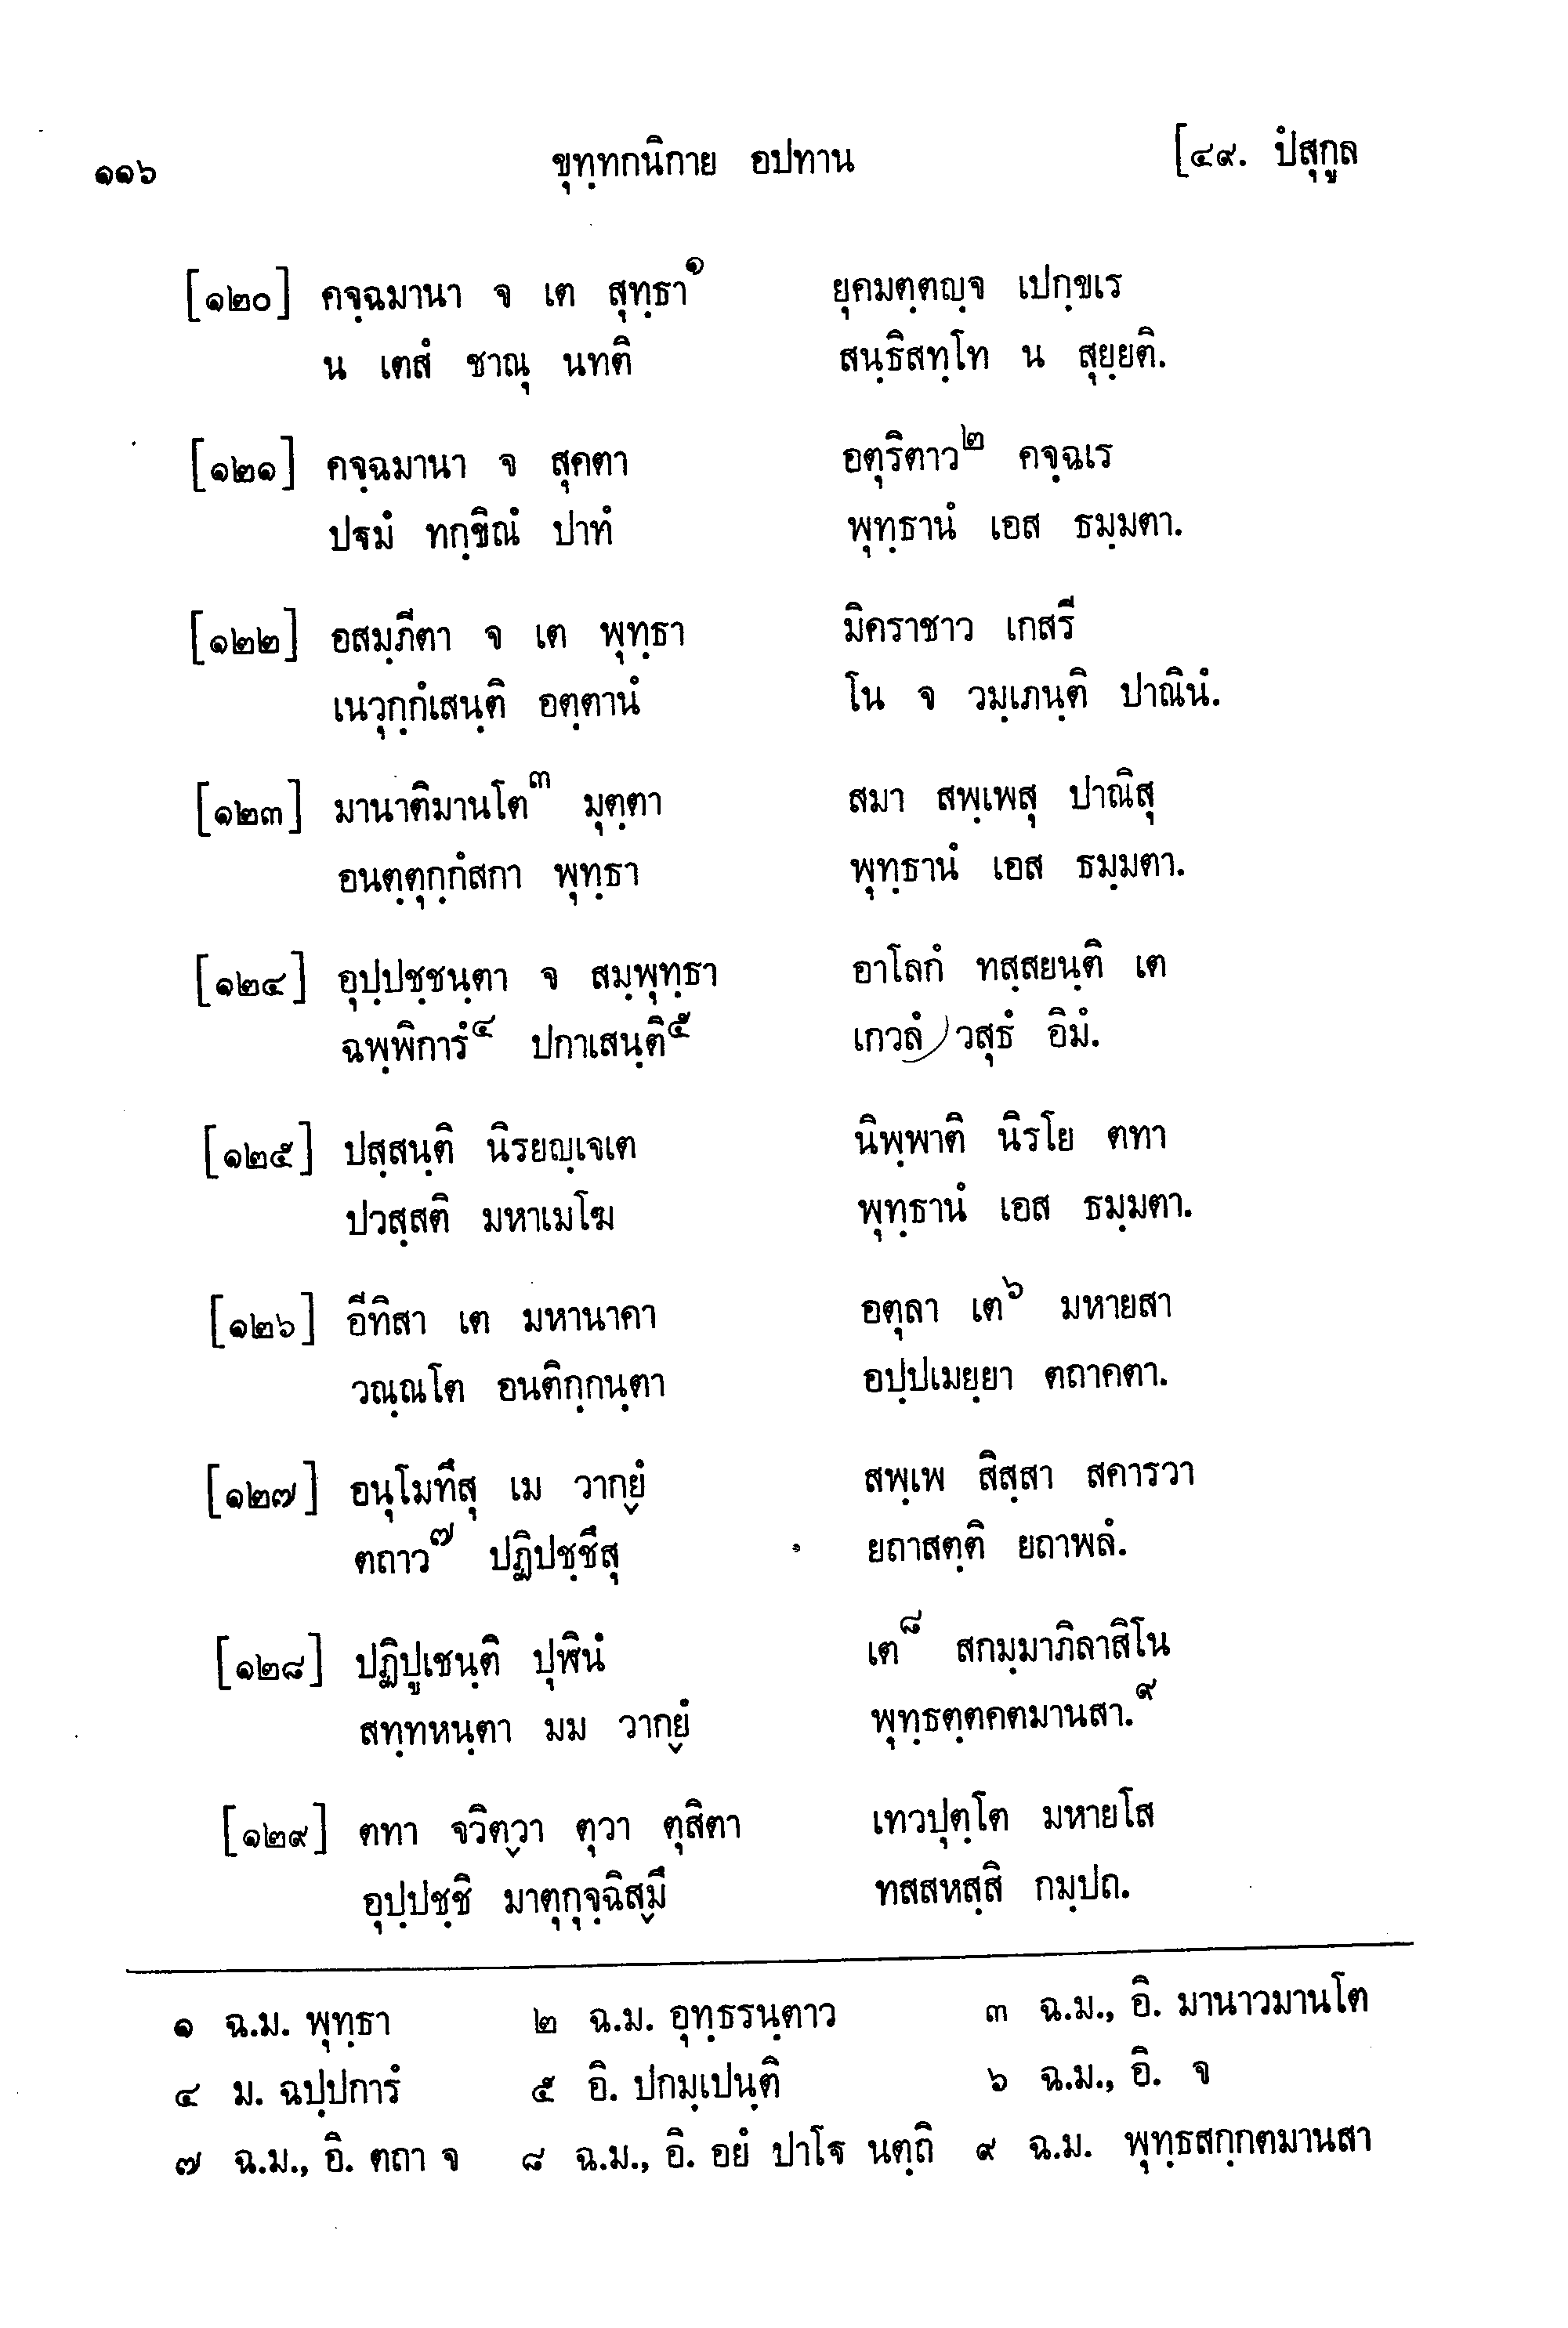 ๑๑๖ ขุทฺทกนิกาย อปทาน [๔๙. ปํสุกูล
[๑๒๐] คจฺฉมานา จ เต สุทฺธา๑ ยุคมตฺตญฺจ เปกฺขเร
น เตสํ ชาณุ นทติ สนฺธิสทฺโท น สุยฺยติ.
[๑๒๑] คจฺฉมานา จ สุคตา อตุริตาว๒ คจฺฉเร
ปฐมํ ทกฺขิณํ ปาทํ พุทฺธานํ เอส ธมฺมตา.
[๑๒๒] อสมฺภีตา จ เต พุทฺธา มิคราชาว เกสรี
เนวุกฺกํเสนฺติ อตฺตานํ โน จ วมฺเภนฺติ ปาณินํ.
[๑๒๓] มานาติมานโต๓ มุตฺตา สมา สพฺเพสุ ปาณิสุ
อนตฺตุกฺกํสกา พุทฺธา พุทฺธานํ เอส ธมฺมตา.
[๑๒๔] อุปฺปชฺชนฺตา จ สมฺพุทฺธา อาโลกํ ทสฺสยนฺติ เต
ฉพฺพิการํ๔ ปกาเสนฺติ๕ เกวลํ วสุธํ อิมํ.
[๑๒๕] ปสฺสนฺติ นิรยญฺเจเต นิพฺพาติ นิรโย ตทา
ปวสฺสติ มหาเมโฆ พุทฺธานํ เอส ธมฺมตา.
[๑๒๖] อีทิสา เต มหานาคา อตุลา เต๖ มหายสา
วณฺณโต อนติกฺกนฺตา อปฺปเมยฺยา ตถาคตา.
[๑๒๗] อนุโมทึสุ เม วากฺยํ สพฺเพ สิสฺสา สคารวา
ตถาว๗ ปฏิปชฺชึสุ ยถาสตฺติ ยถาพลํ.
[๑๒๘] ปฏิปูเชนฺติ ปุฬินํ เต๘ สกมฺมาภิลาสิโน
สทฺทหนฺตา มม วากฺยํ พุทฺธตฺตคตมานสา.๙
[๑๒๙] ตทา จวิตฺวา ตุวา ตุสิตา เทวปุตฺโต มหายโส
อุปฺปชฺชิ มาตุกุจฺฉิสฺมึ ทสสหสฺสิ กมฺปถ.
๑ ฉ.ม. พุทฺธา ๒ ฉ.ม. อุทฺธรนฺตาว ๓ ฉ.ม., อิ. มานาวมานโต
๔ ม. ฉปฺปการํ ๕ อิ. ปกมฺเปนฺติ ๖ ฉ.ม., อิ. จ
๗ ฉ.ม., อิ. ตถา จ ๘ ฉ.ม., อิ. อยํ ปาโฐ นตฺถิ ๙ ฉ.ม. พุทฺธสกฺกตมานสา